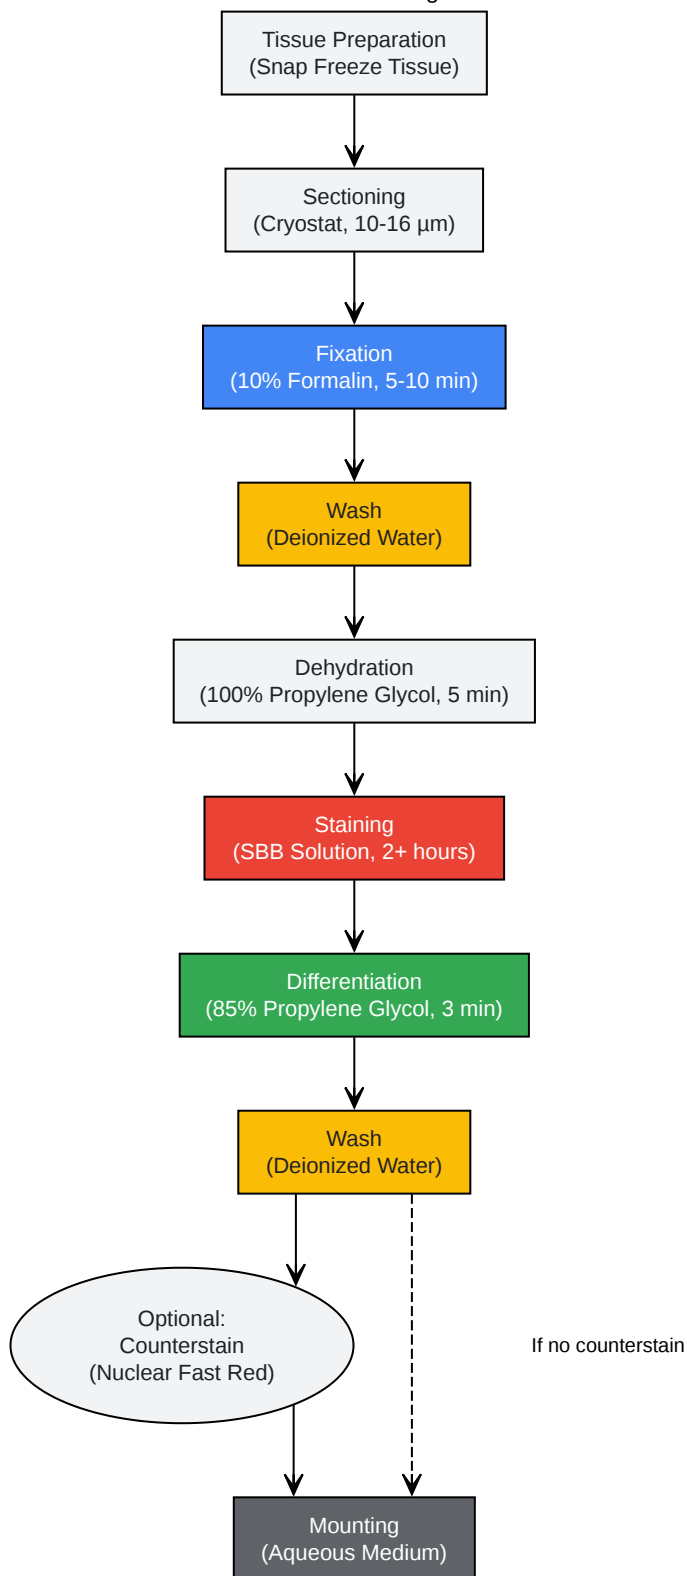 Tissue Preparation
(Snap Freeze Tissue)
Sectioning
(Cryostat, 10-16 µm)
Fixation
(10% Formalin, 5-10 min)
Wash
(Deionized Water)
Dehydration
(100% Propylene Glycol, 5 min)
Staining
(SBB Solution, 2+ hours)
Differentiation
(85% Propylene Glycol, 3 min)
Wash
(Deionized Water)
Optional:
Counterstain
(Nuclear Fast Red)
If no counterstain
Mounting
(Aqueous Medium)